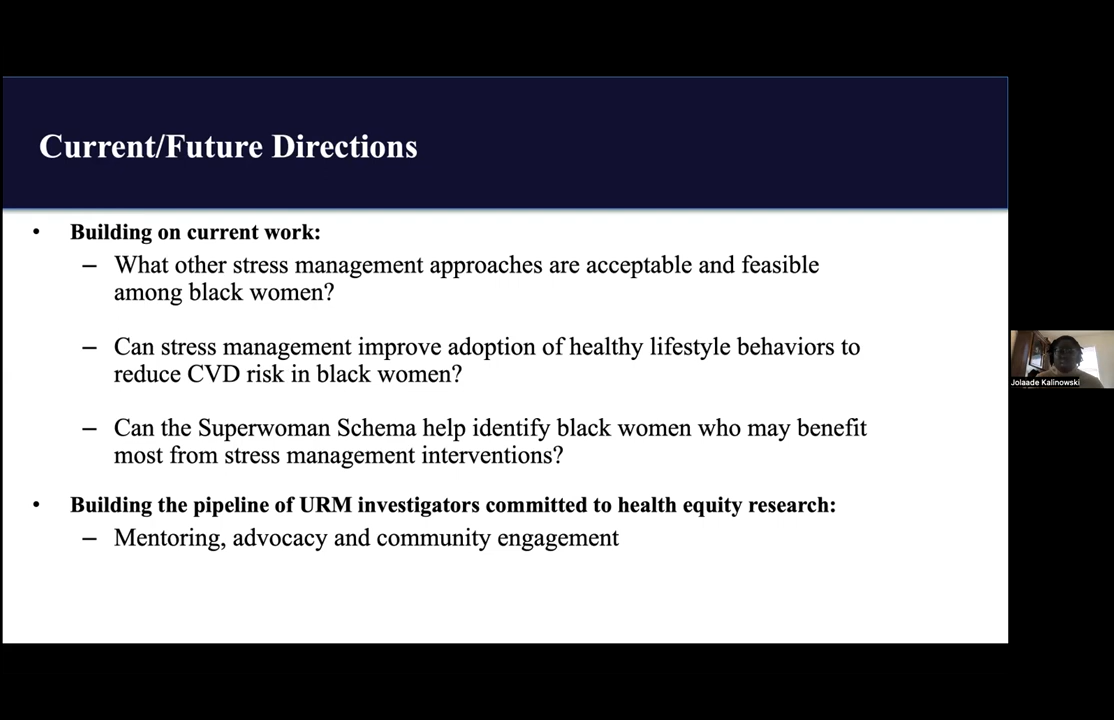 Current/Future Directions
• Building on current work:
– What other stress management approaches are acceptable and feasible
among black women?
– Can stress management improve adoption of healthy lifestyle behaviors to
reduce CVD risk in black women?
– Can the Superwoman Schema help identify black women who may benefit
most from stress management interventions?
• Building the pipeline of URM investigators committed to health equity research:
– Mentoring, advocacy and community engagement
Jolaade Kalinowski